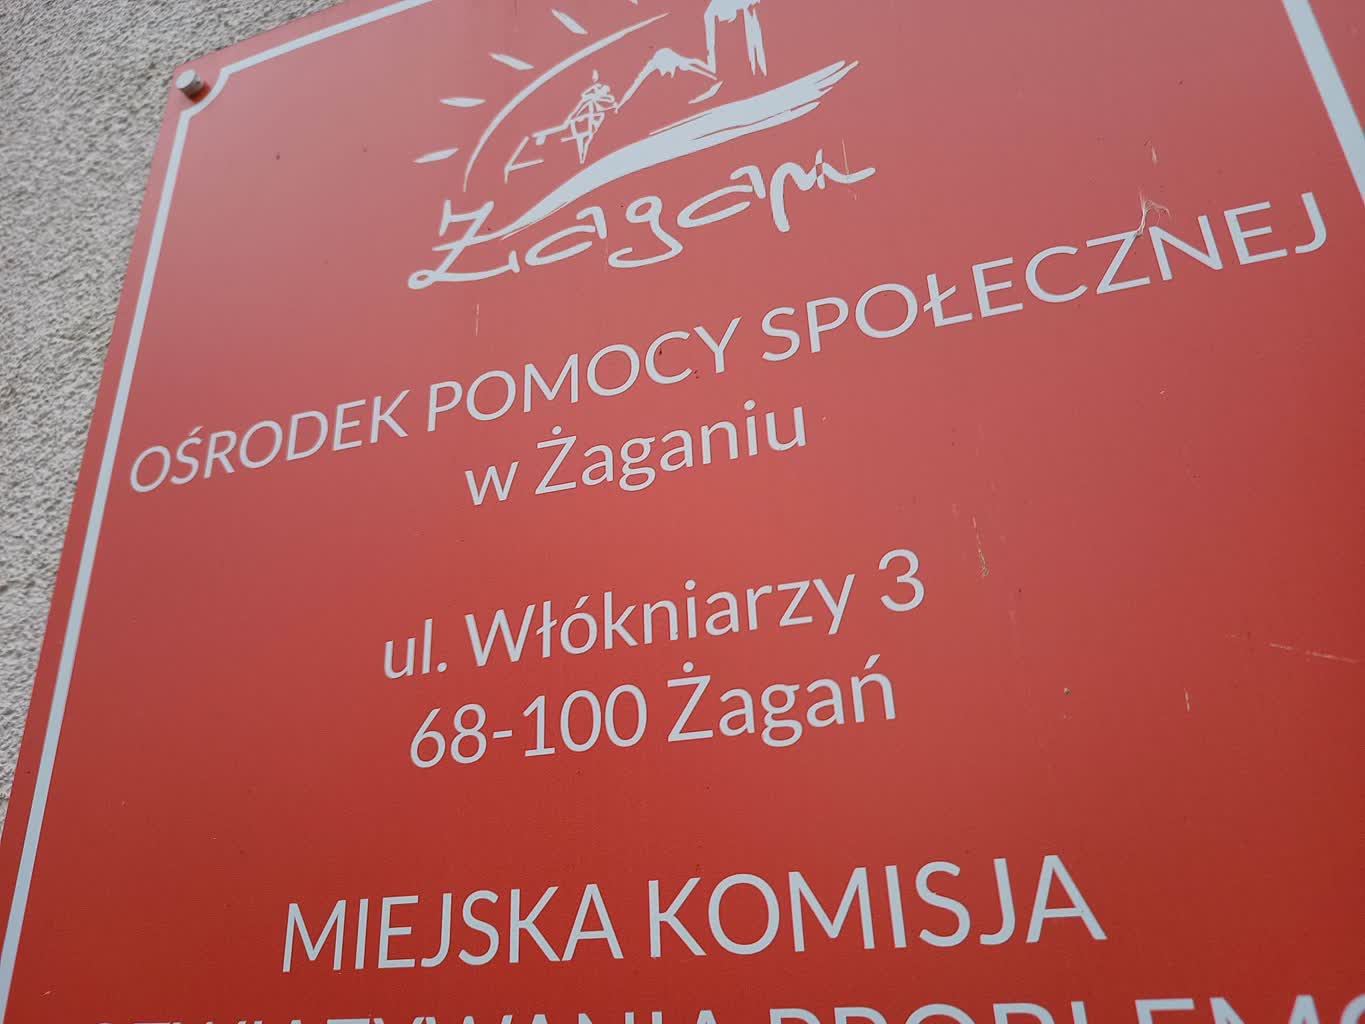 Żagań
OŚRODEK POMOCY SPOŁECZNEJ
w Żaganiu
ul. Włókniarzy 3
68-100 Żagań
MIEJSKA KOMISJA